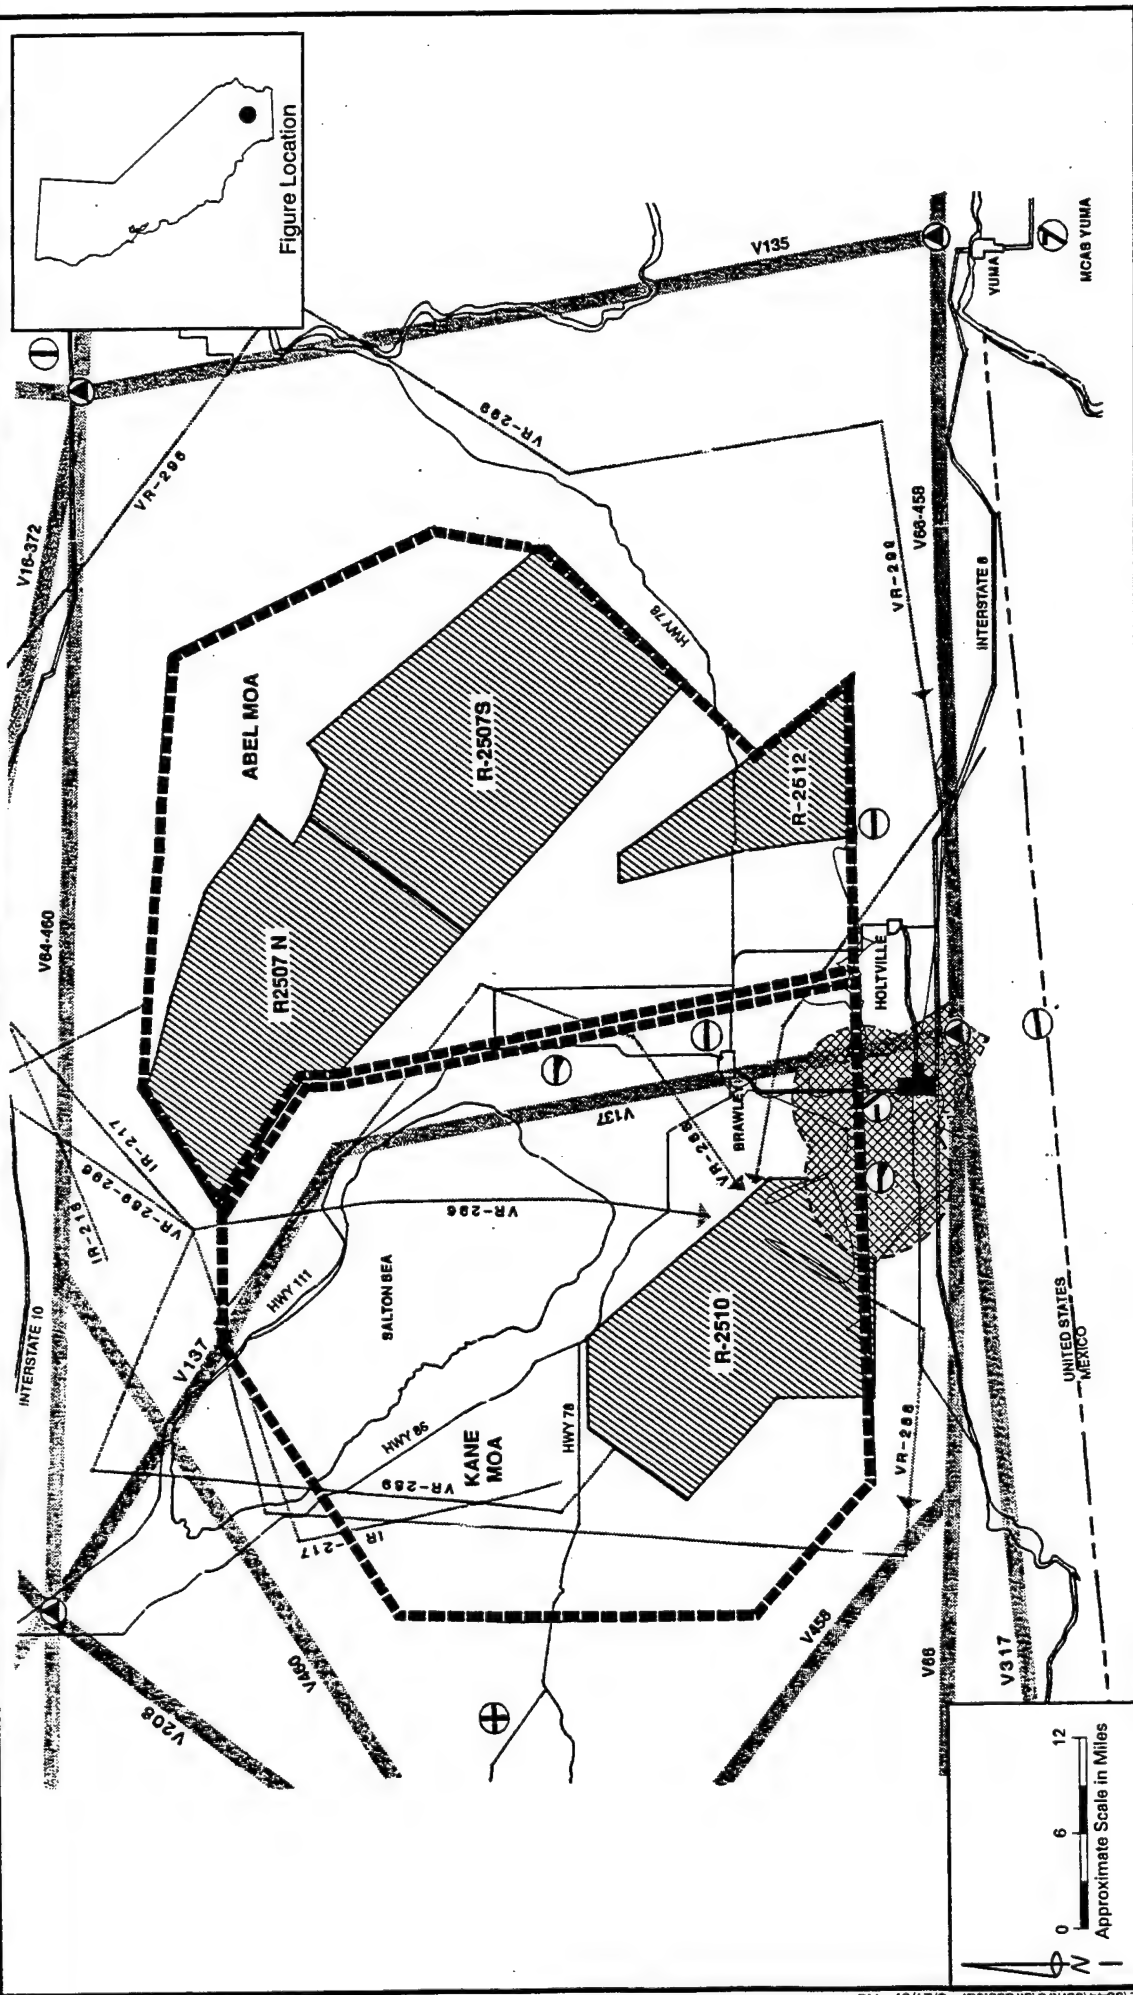 Figure Location
INTERSTATE 10
V64-460
V16-372
IR-218
VR-289-296
IR-217
VR-296
V137
HWY 111
ABEL MOA
R2507 N
R-2507S
VR-299
V135
V208
V460
VR-289
IR-217
HWY 86
SALTON SEA
VR-296
KANE
MOA
HWY 78
HWY 78
R-2510
R-2512
V137
VR-288
BRAWLEY
HOLTVILLE
VR-299
V66-458
INTERSTATE 8
YUMA
MCAS YUMA
VR-288
V458
V66
V317
UNITED STATES
MEXICO
N
0
6
12
Approximate Scale in Miles